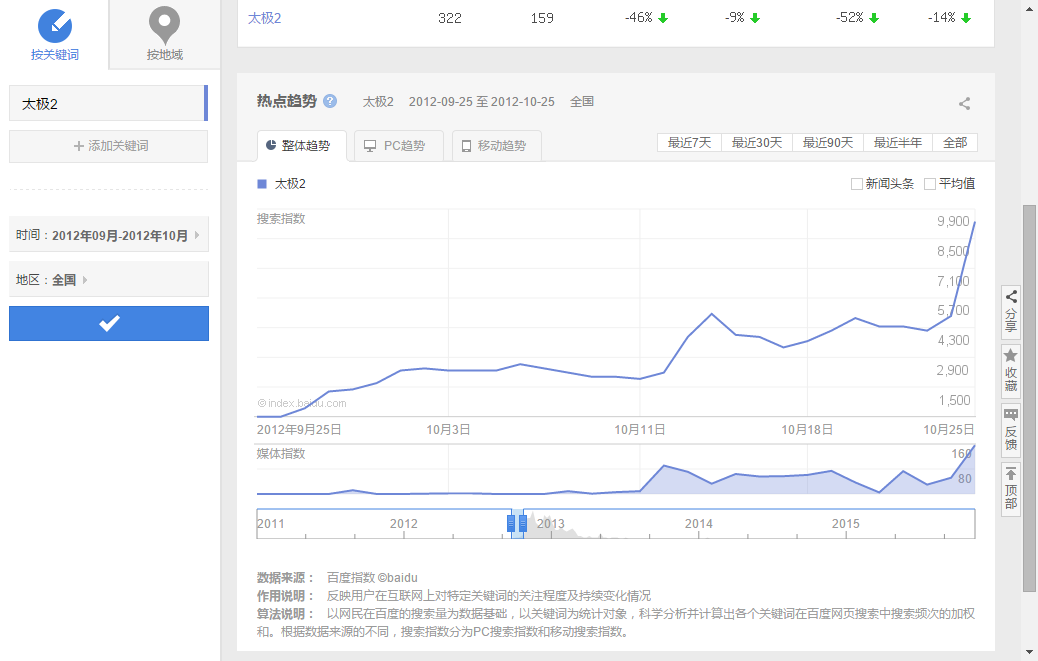 按关键词
按地域
太极2
添加关键词
时间：2012年09月-2012年10月
地区：全国
太极2 322 159 -46% -9% -52% -14%
热点趋势 ? 太极2 2012-09-25 至 2012-10-25 全国
整体趋势 PC趋势 移动趋势 最近7天 最近30天 最近90天 最近半年 全部
太极2 新闻头条 平均值
搜索指数
9,900
8,500
7,100
5,700
4,300
2,900
1,500
©index.baidu.com
2012年9月25日 10月3日 10月11日 10月18日 10月25日
媒体指数
160
80
2011 2012 2013 2014 2015
数据来源： 百度指数 ©baidu
作用说明： 反映用户在互联网上对特定关键词的关注程度及持续变化情况
算法说明： 以网民在百度的搜索量为数据基础，以关键词为统计对象，科学分析并计算出各个关键词在百度网页搜索中搜索频次的加权
和。根据数据来源的不同，搜索指数分为PC搜索指数和移动搜索指数。
分享
收藏
反馈
顶部